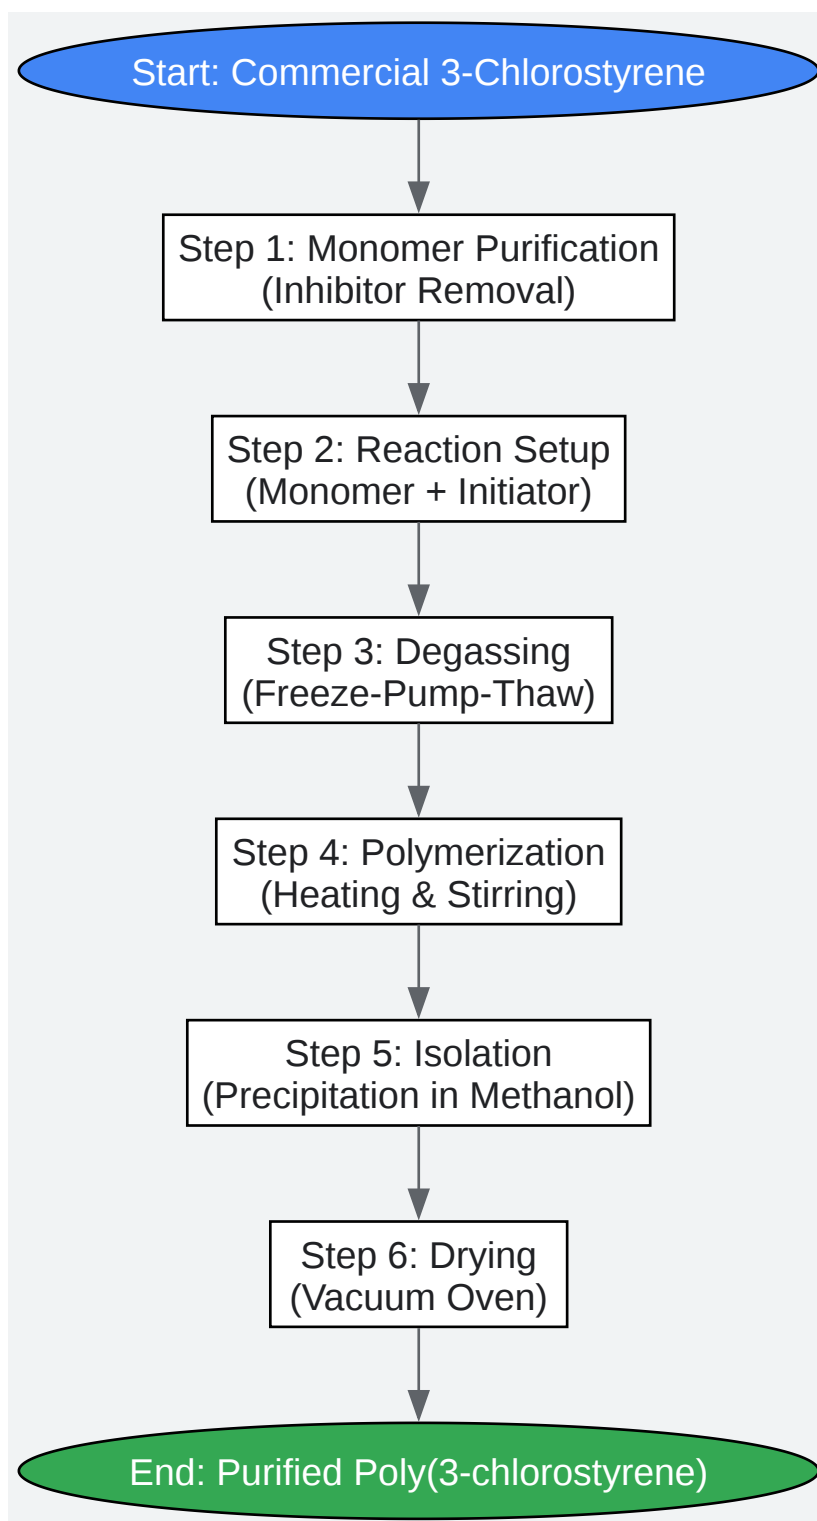 Start: Commercial 3-Chlorostyrene
Step 1: Monomer Purification
(Inhibitor Removal)
Step 2: Reaction Setup
(Monomer + Initiator)
Step 3: Degassing
(Freeze-Pump-Thaw)
Step 4: Polymerization
(Heating & Stirring)
Step 5: Isolation
(Precipitation in Methanol)
Step 6: Drying
(Vacuum Oven)
End: Purified Poly(3-chlorostyrene)